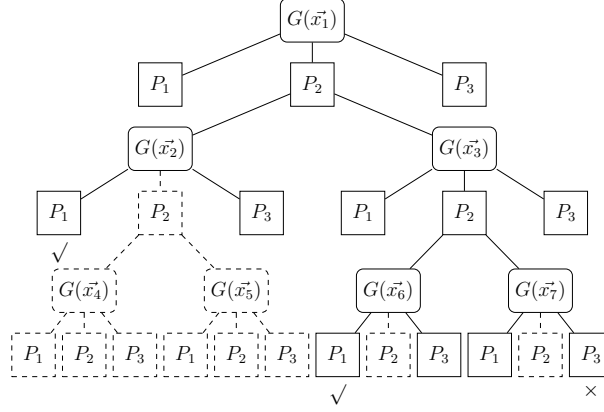 G(x⃗₁)
P₁ P₂ P₃
G(x⃗₂) G(x⃗₃)
P₁ P₂ P₃ P₁ P₂ P₃
√
G(x⃗₄) G(x⃗₅) G(x⃗₆) G(x⃗₇)
P₁ P₂ P₃ P₁ P₂ P₃ P₁ P₂ P₃ P₁ P₂ P₃
√ ×